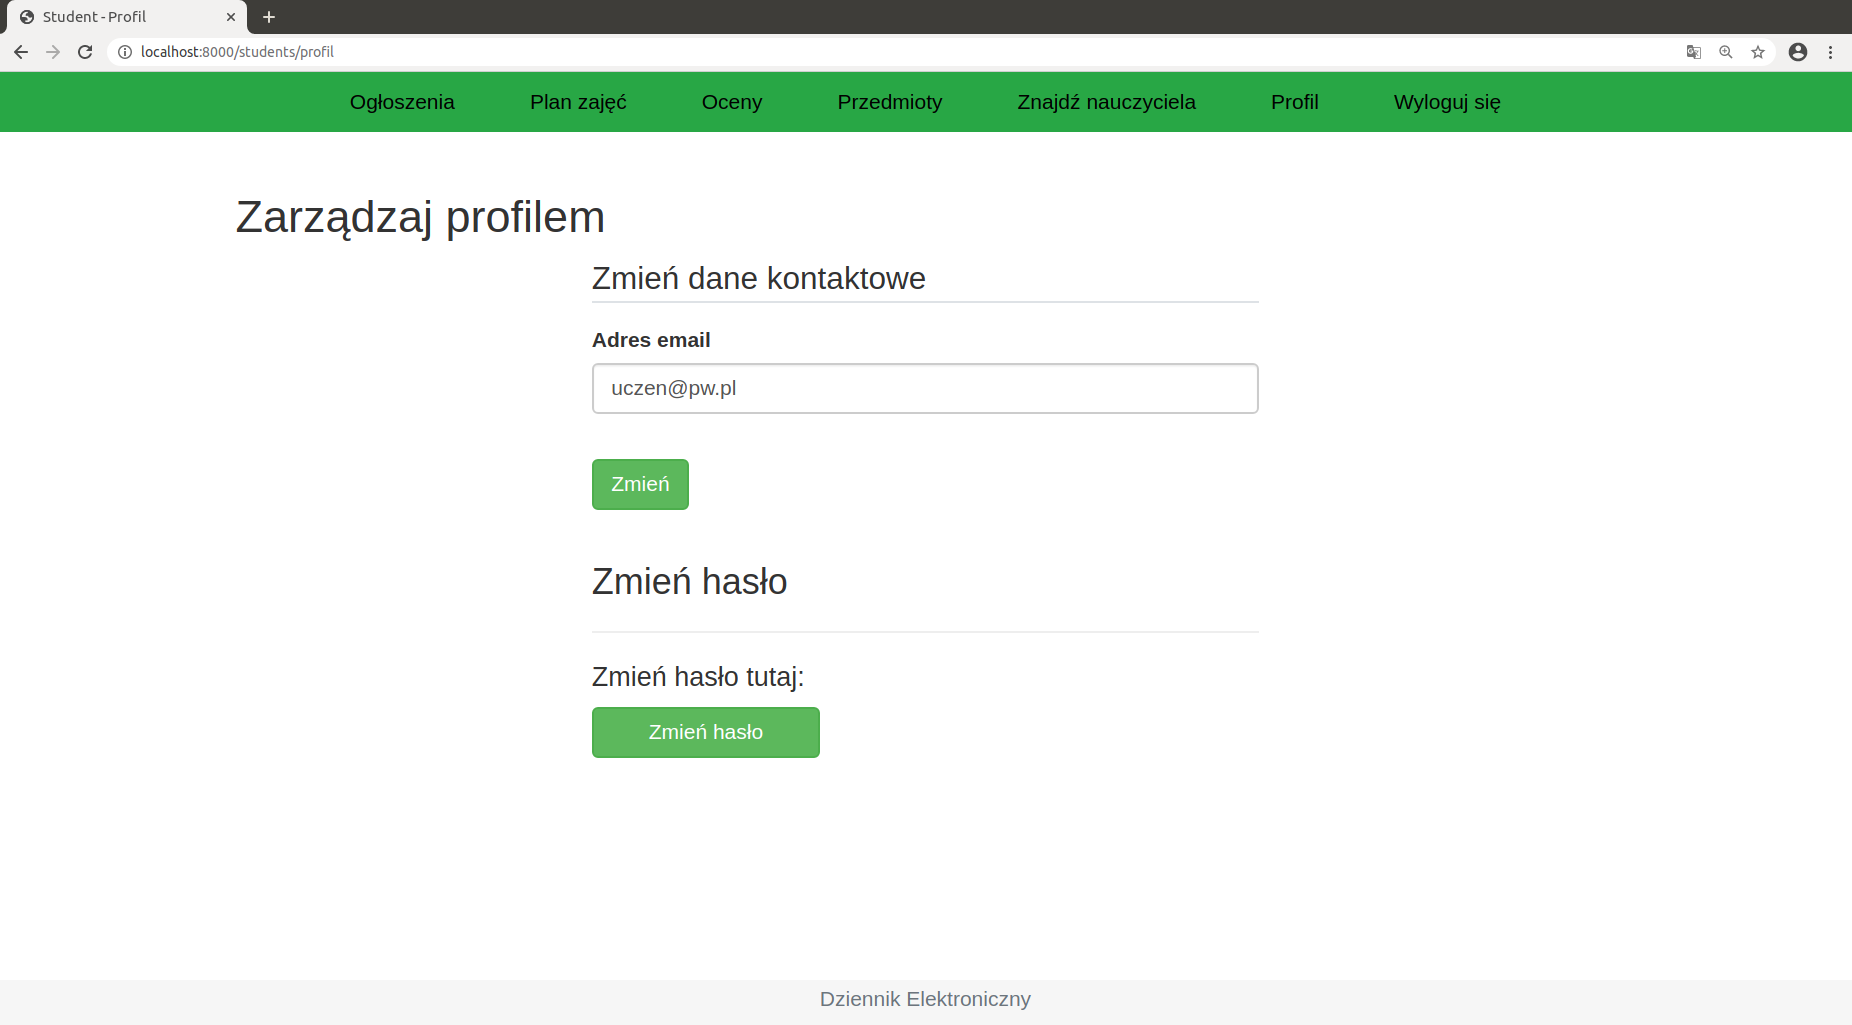 Student - Profil
localhost:8000/students/profil
Ogłoszenia Plan zajęć Oceny Przedmioty Znajdź nauczyciela Profil Wyloguj się
Zarządzaj profilem
Zmień dane kontaktowe
Adres email
uczen@pw.pl
Zmień
Zmień hasło
Zmień hasło tutaj:
Zmień hasło
Dziennik Elektroniczny